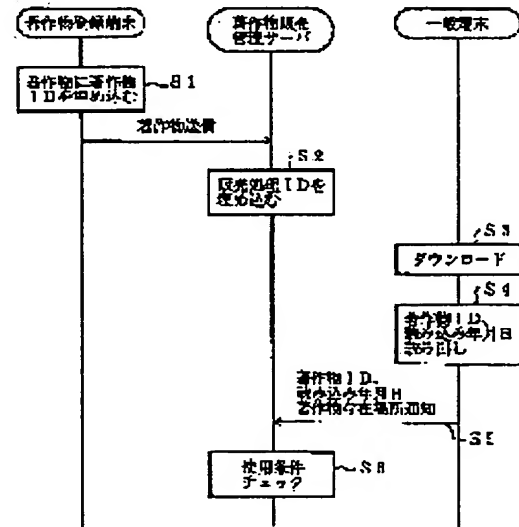 著作物登録端末
著作物販売
管理サーバ
一般端末
著作物に著作物
IDを埋め込む
S1
著作物送信
S2
販売処理IDを
埋め込む
S3
ダウンロード
S4
著作物ID、
読み込み年月日
読み出し
著作物ID、
読み込み年月日
著作物存在場所通知
S5
使用条件
チェック
S6